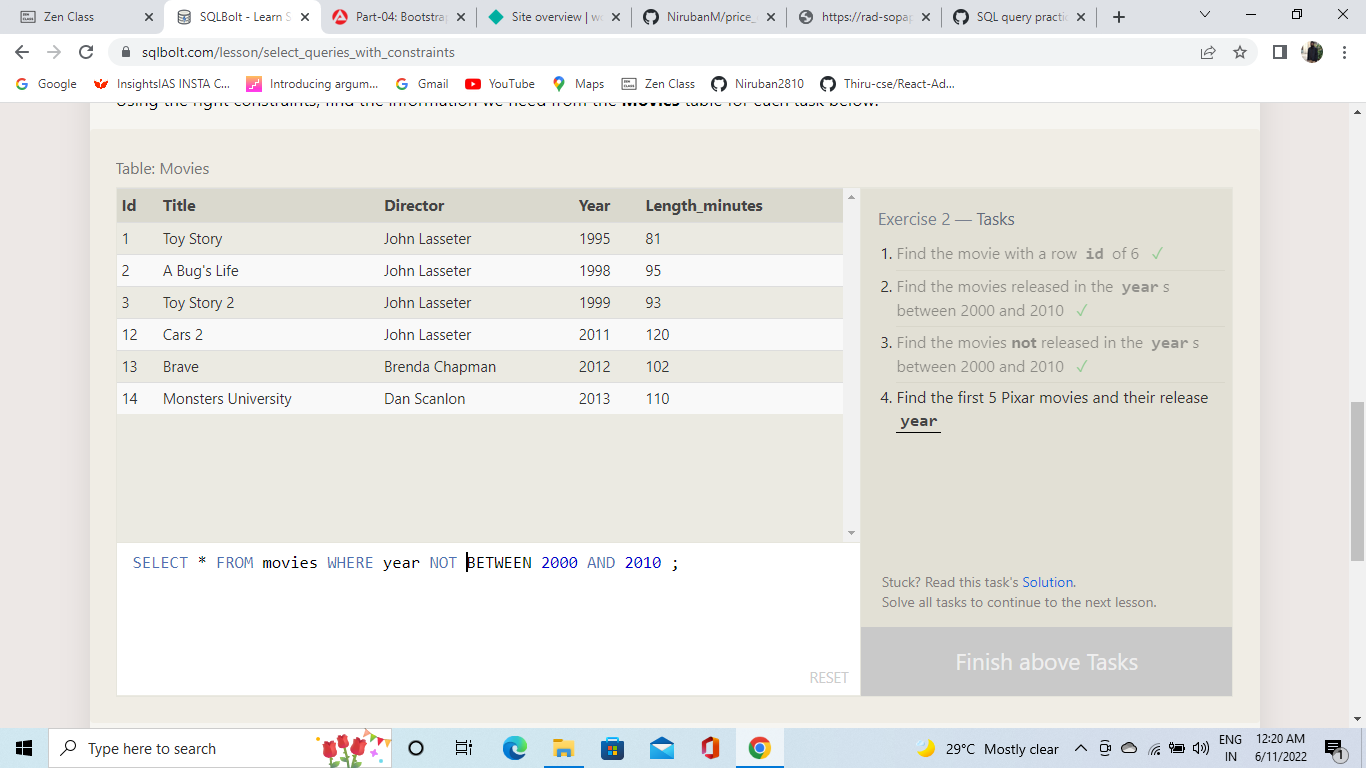 Zen Class
SQLBolt - Learn S
Part-04: Bootstra
Site overview | w
NirubanM/price_
https://rad-sopap
SQL query practic
sqlbolt.com/lesson/select_queries_with_constraints
Google
InsightsIAS INSTA C...
Introducing argum...
Gmail
YouTube
Maps
Zen Class
Niruban2810
Thiru-cse/React-Ad...
Using the right constraints, find the information we need from the Movies table for each task below.
Table: Movies
Id Title Director Year Length_minutes
1 Toy Story John Lasseter 1995 81
2 A Bug's Life John Lasseter 1998 95
3 Toy Story 2 John Lasseter 1999 93
12 Cars 2 John Lasseter 2011 120
13 Brave Brenda Chapman 2012 102
14 Monsters University Dan Scanlon 2013 110
SELECT * FROM movies WHERE year NOT BETWEEN 2000 AND 2010 ;
RESET
Exercise 2 — Tasks
1. Find the movie with a row id of 6 ✓
2. Find the movies released in the year s
between 2000 and 2010 ✓
3. Find the movies not released in the year s
between 2000 and 2010 ✓
4. Find the first 5 Pixar movies and their release
year
Stuck? Read this task's Solution.
Solve all tasks to continue to the next lesson.
Finish above Tasks
Type here to search
29°C Mostly clear
ENG
IN
12:20 AM
6/11/2022
1